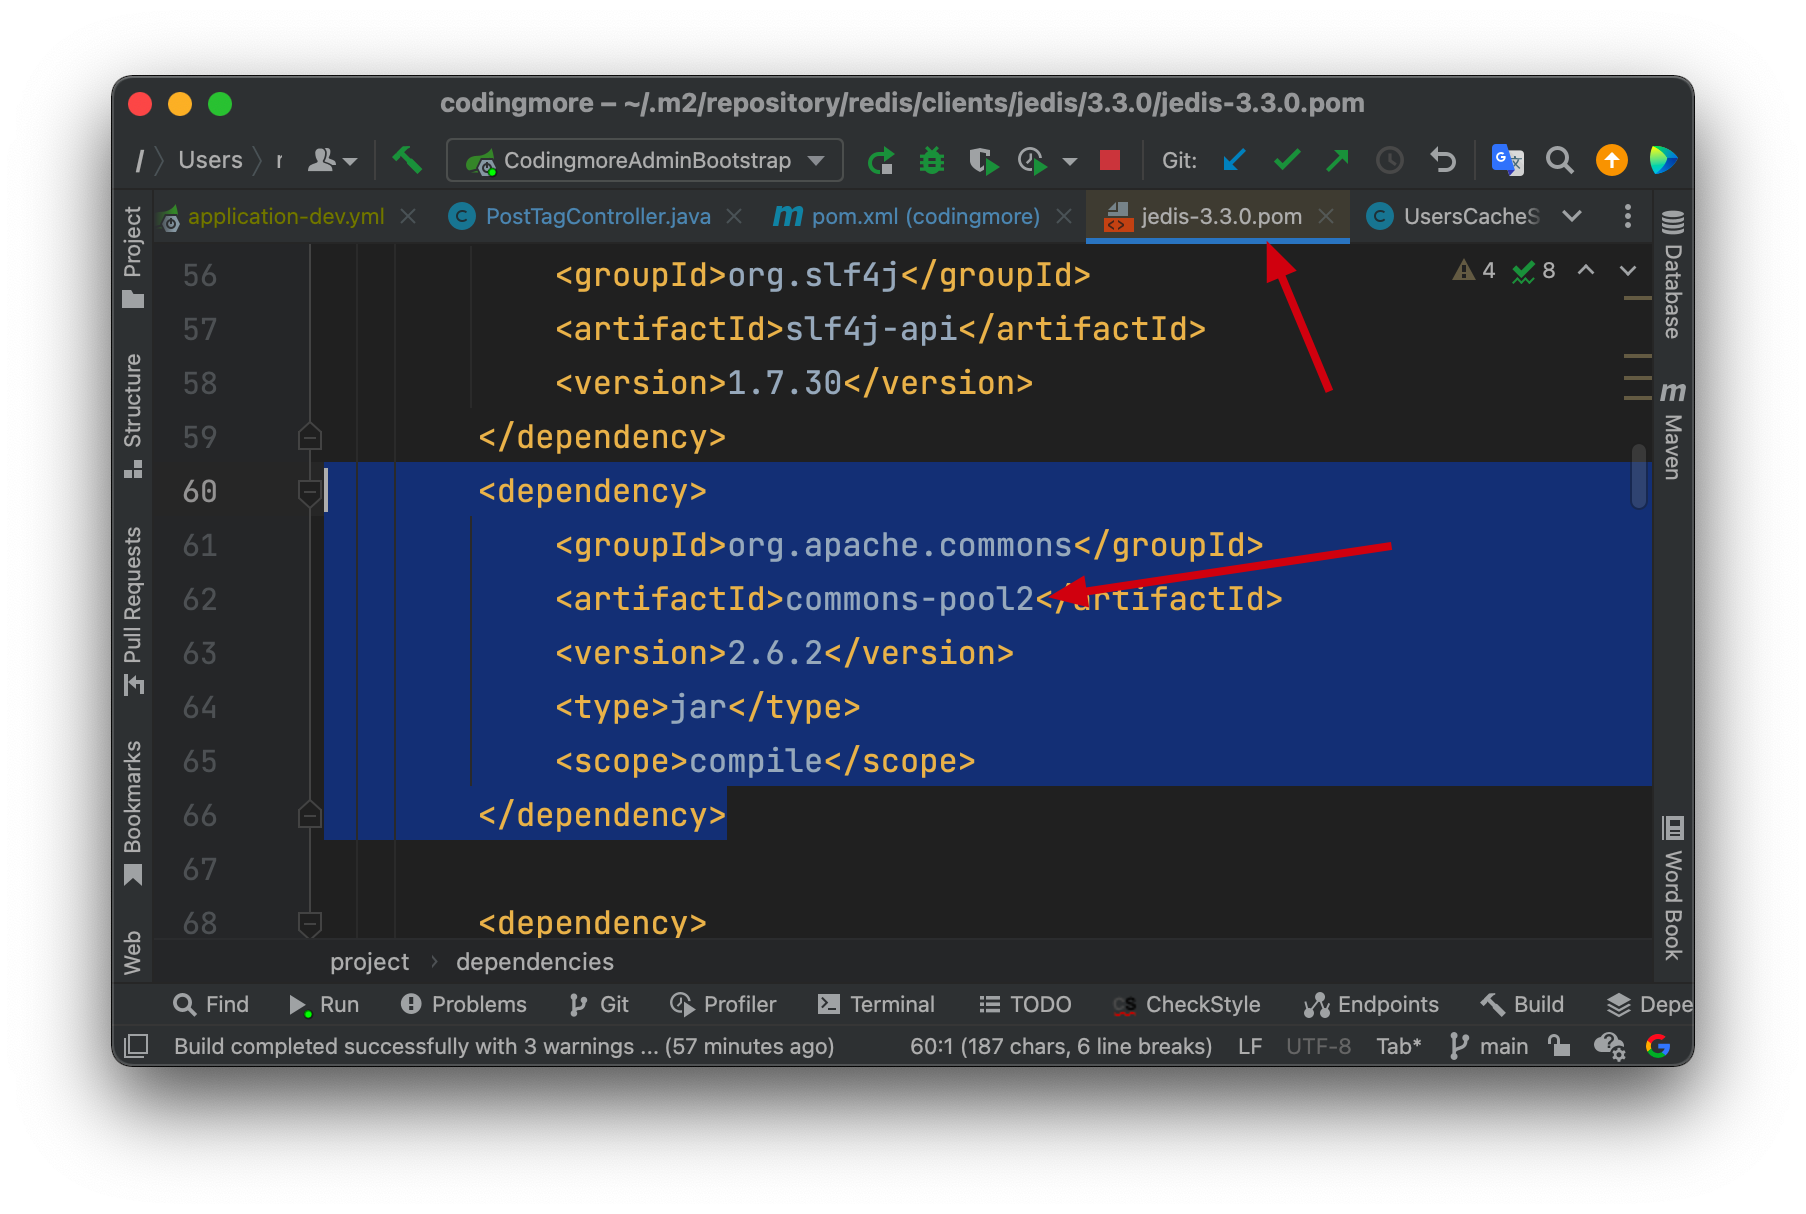 codingmore – ~/.m2/repository/redis/clients/jedis/3.3.0/jedis-3.3.0.pom
/ Users r CodingmoreAdminBootstrap Git:
application-dev.yml C PostTagController.java m pom.xml (codingmore) jedis-3.3.0.pom C UsersCacheS
56 <groupId>org.slf4j</groupId>
4 8
57 <artifactId>slf4j-api</artifactId>
58 <version>1.7.30</version>
59 </dependency>
60 <dependency>
61 <groupId>org.apache.commons</groupId>
62 <artifactId>commons-pool2</artifactId>
63 <version>2.6.2</version>
64 <type>jar</type>
65 <scope>compile</scope>
66 </dependency>
67
68 <dependency>
project › dependencies
Project
Structure
Pull Requests
Bookmarks
Web
Database
m Maven
Word Book
Find Run Problems Git Profiler Terminal TODO CS CheckStyle Endpoints Build Depe
Build completed successfully with 3 warnings ... (57 minutes ago) 60:1 (187 chars, 6 line breaks) LF UTF-8 Tab* main